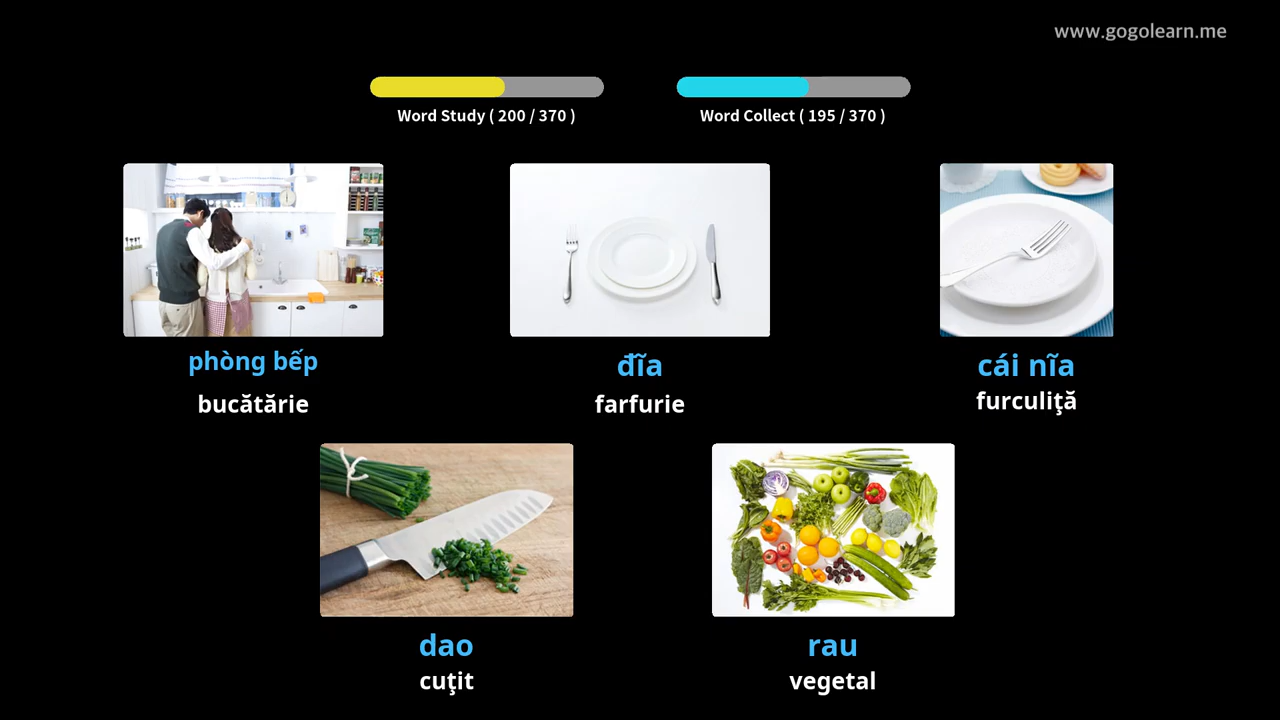 www.gogolearn.me
Word Study ( 200 / 370 )
Word Collect ( 195 / 370 )
phòng bếp
bucătărie
đĩa
farfurie
cái nĩa
furculiţă
dao
cuţit
rau
vegetal